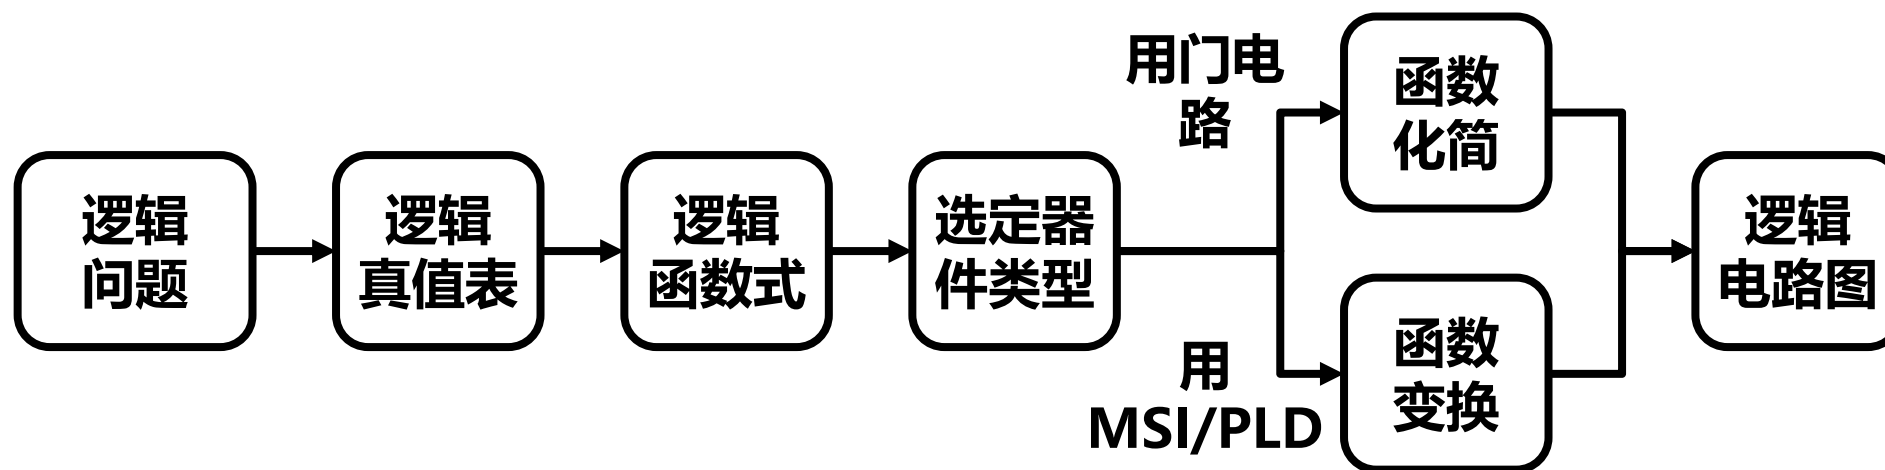 逻辑
问题
逻辑
真值表
逻辑
函数式
选定器
件类型
用门电
路
函数
化简
用
MSI/PLD
函数
变换
逻辑
电路图